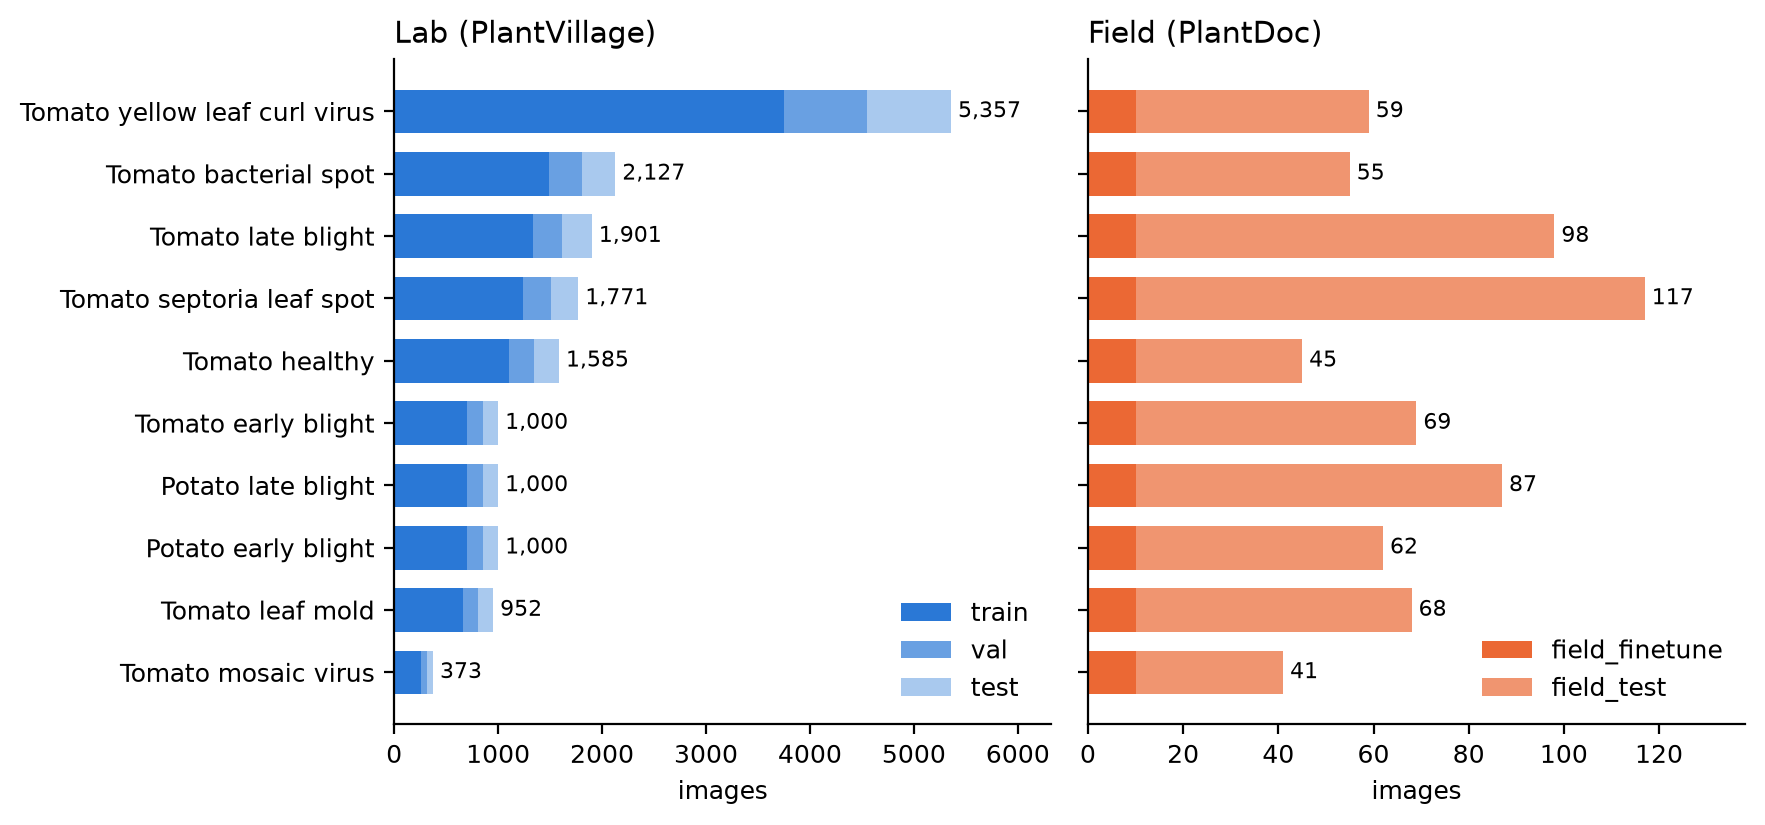 Lab (PlantVillage)
Tomato yellow leaf curl virus 5,357
Tomato bacterial spot 2,127
Tomato late blight 1,901
Tomato septoria leaf spot 1,771
Tomato healthy 1,585
Tomato early blight 1,000
Potato late blight 1,000
Potato early blight 1,000
Tomato leaf mold 952
Tomato mosaic virus 373
train
val
test
0 1000 2000 3000 4000 5000 6000
images
Field (PlantDoc)
59
55
98
117
45
69
87
62
68
41
field_finetune
field_test
0 20 40 60 80 100 120
images